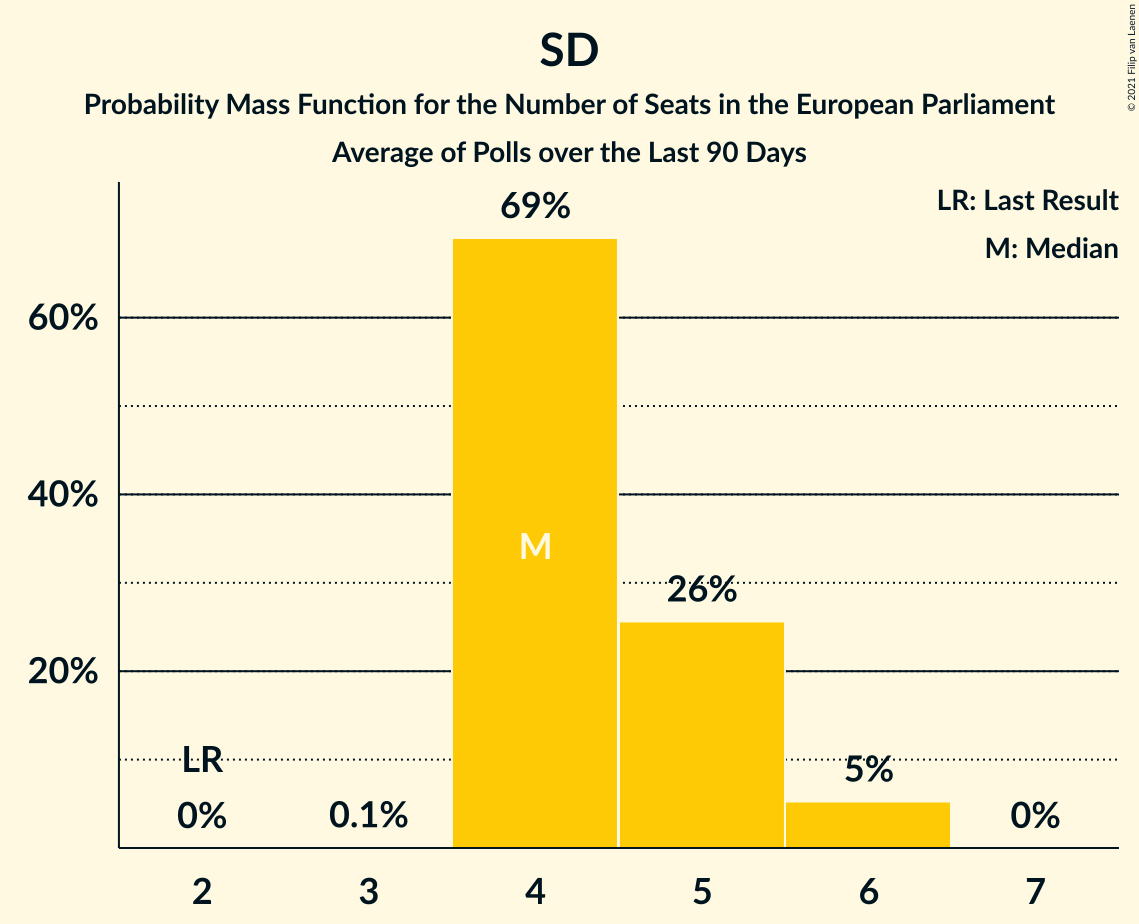 SD
Probability Mass Function for the Number of Seats in the European Parliament
Average of Polls over the Last 90 Days
© 2021 Filip van Laenen
LR: Last Result
M: Median
69%
60%
40%
M
26%
20%
LR
5%
0%
0.1%
0%
2 3 4 5 6 7